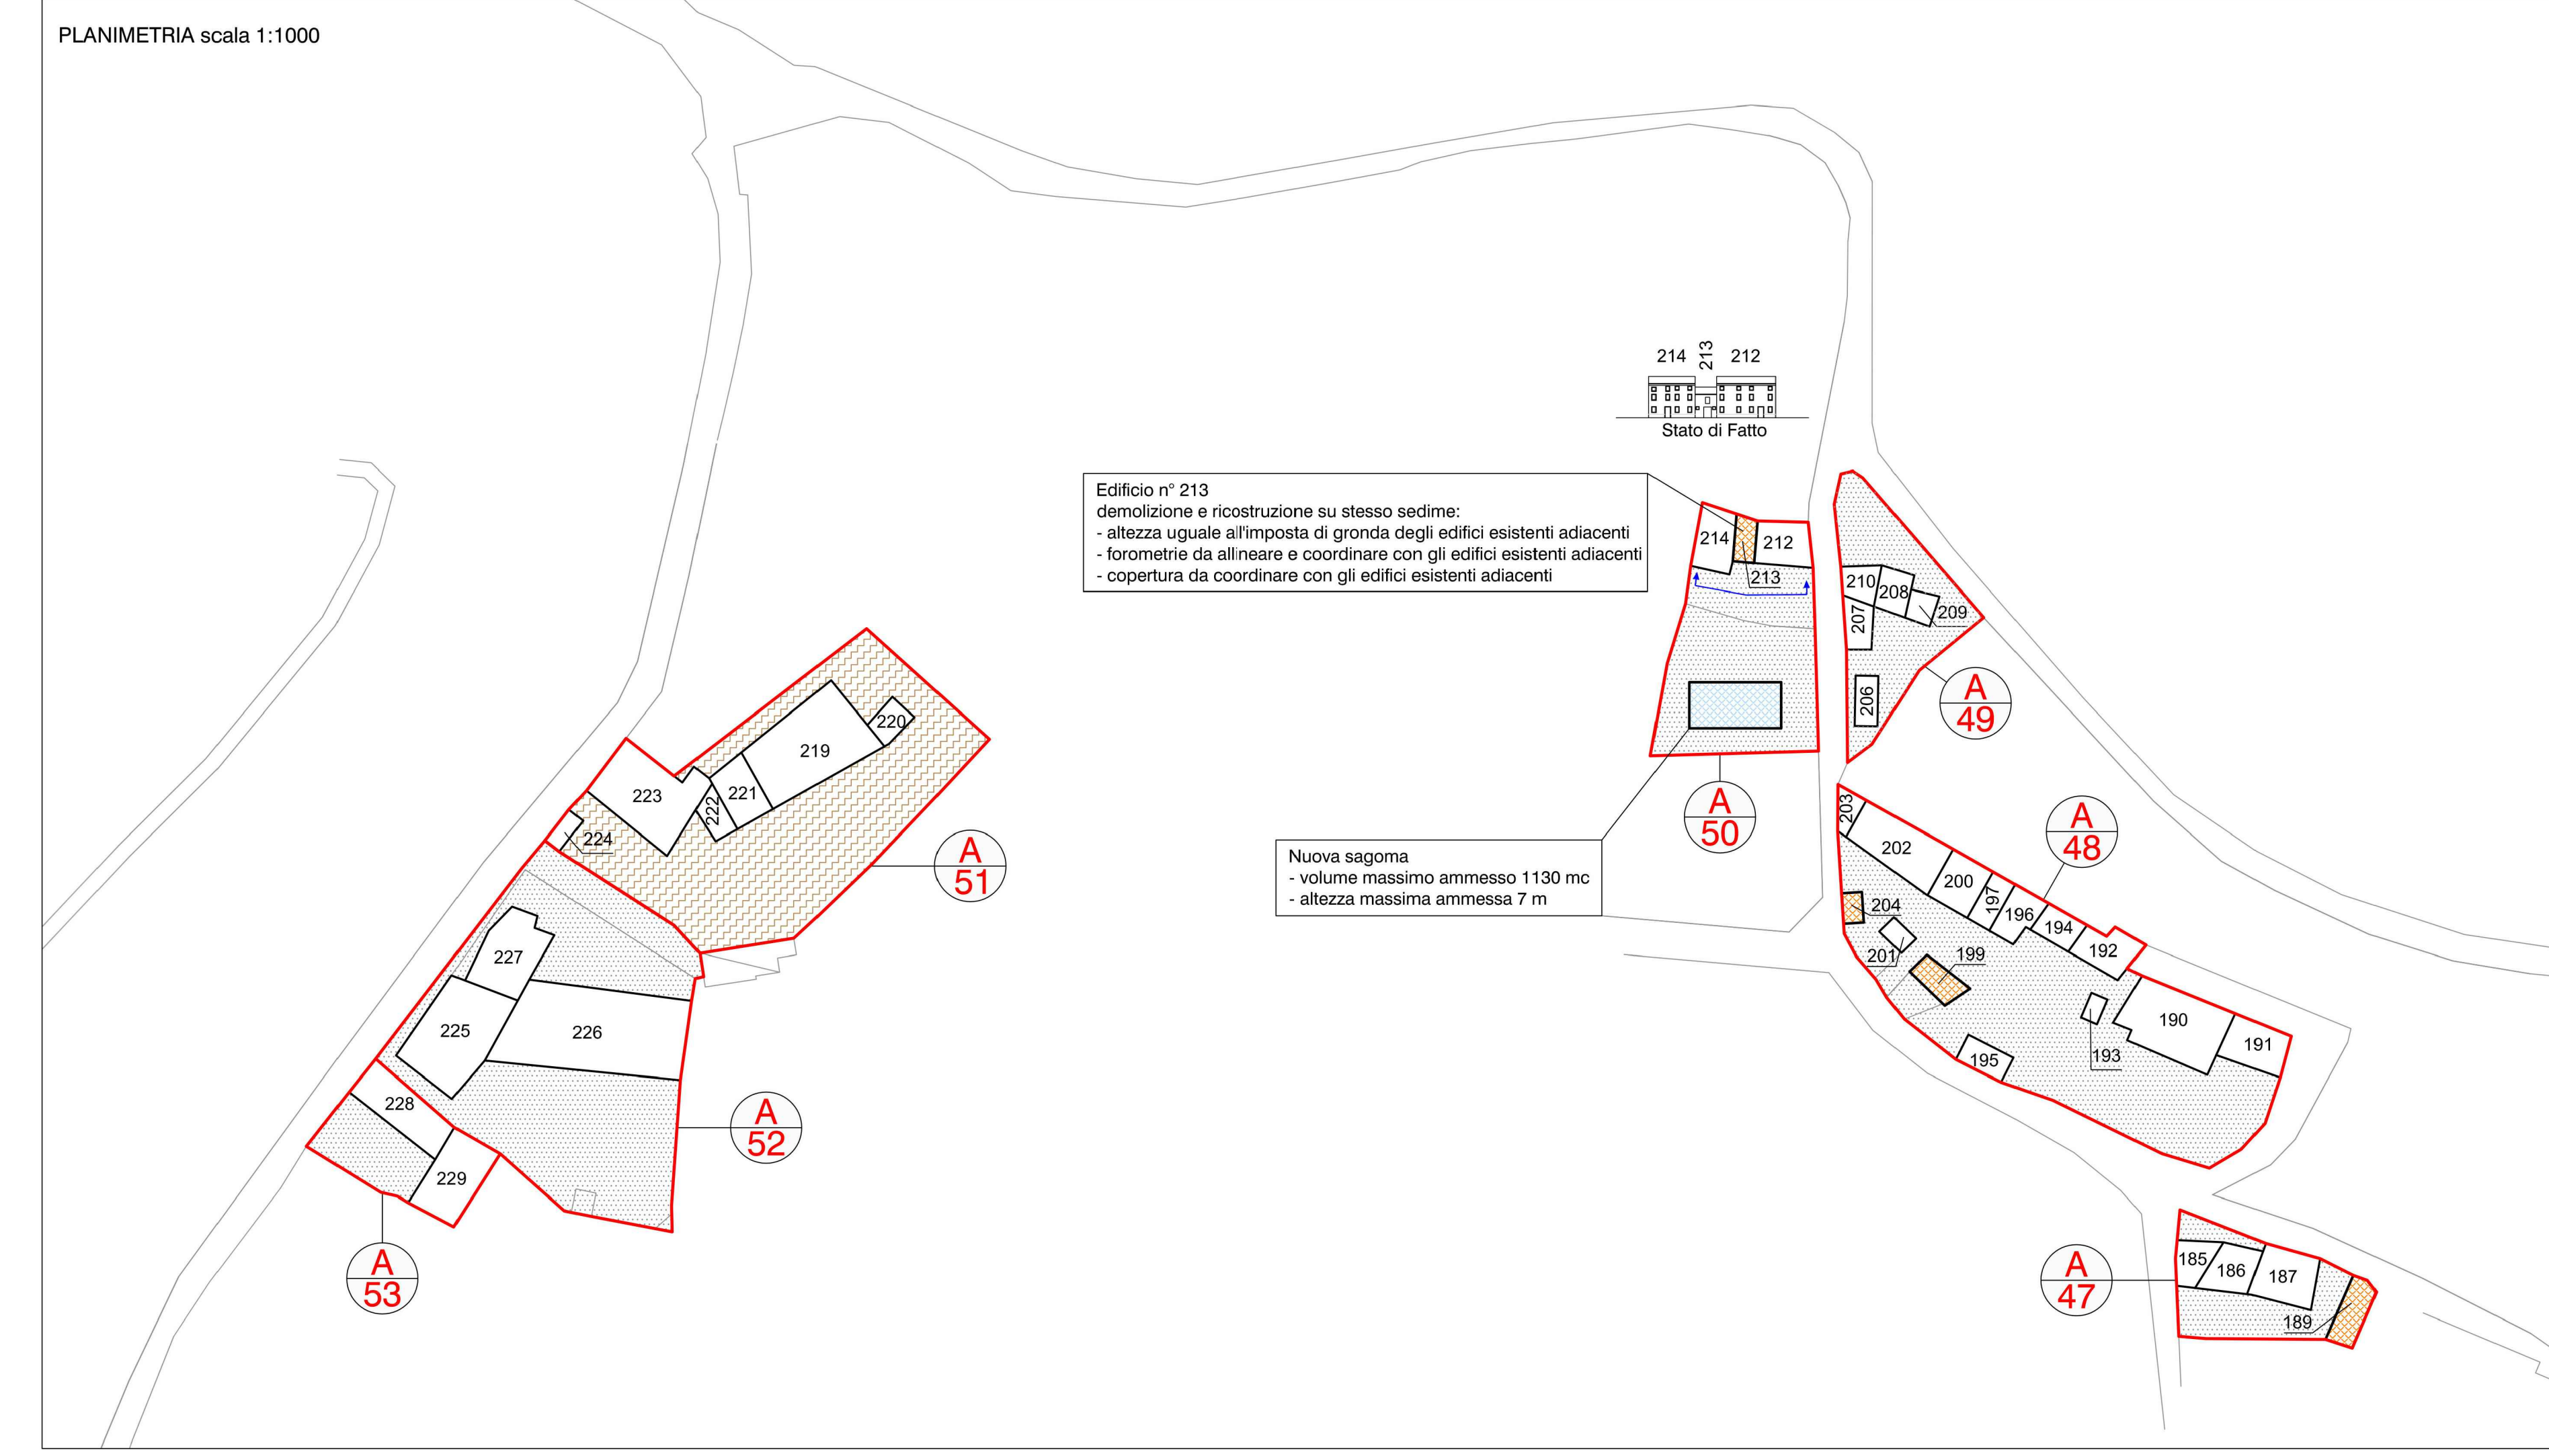 PLANIMETRIA scala 1:1000
214 213 212
Stato di Fatto
Edificio n° 213
demolizione e ricostruzione su stesso sedime:
- altezza uguale all'imposta di gronda degli edifici esistenti adiacenti
- forometrie da allineare e coordinare con gli edifici esistenti adiacenti
- copertura da coordinare con gli edifici esistenti adiacenti
214
212
213
210
208
209
207
206
A
49
A
50
Nuova sagoma
- volume massimo ammesso 1130 mc
- altezza massima ammessa 7 m
220
219
221
222
223
224
A
51
203
202
200
197
196
194
192
A
48
204
201
199
190
191
193
195
227
225
226
A
52
228
229
A
53
185
186
187
189
A
47